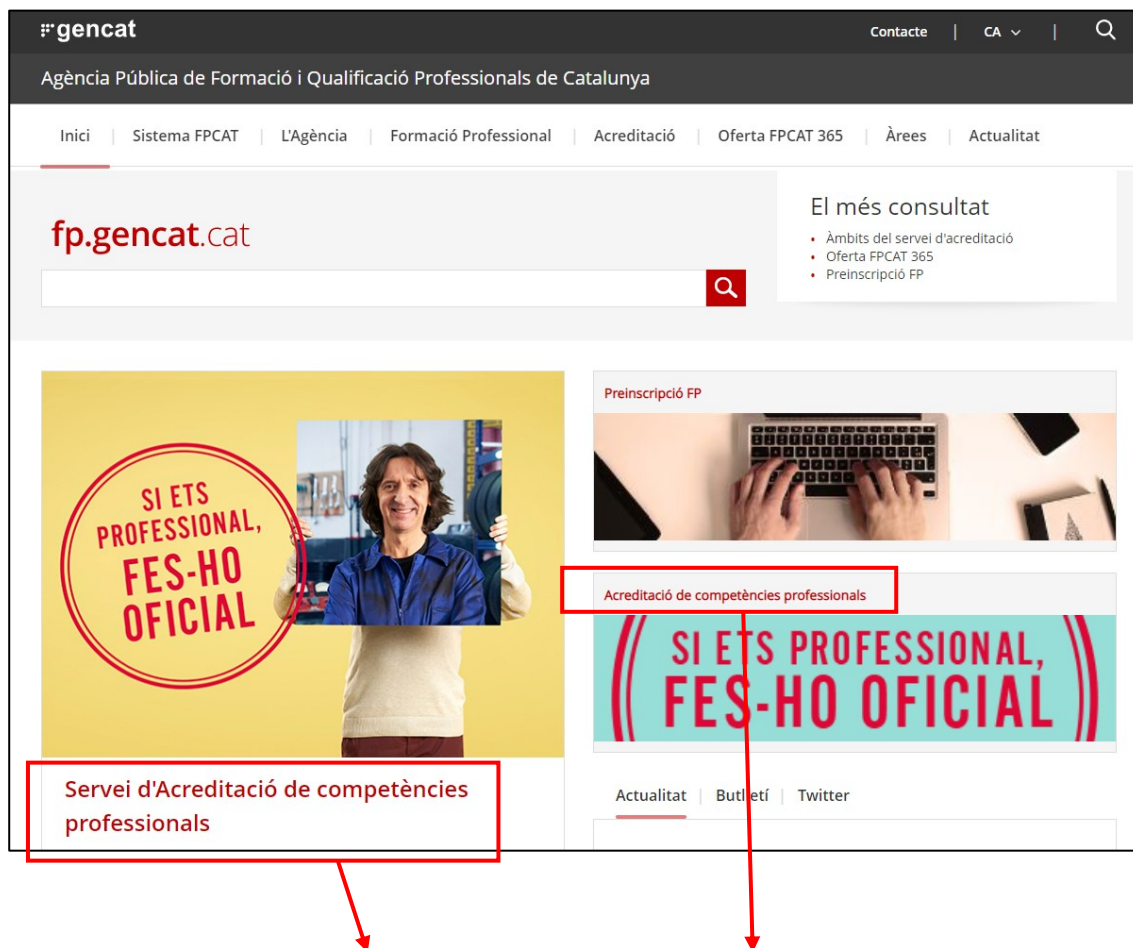 gencat
Contacte | CA |
Agència Pública de Formació i Qualificació Professionals de Catalunya
Inici | Sistema FPCAT | L'Agència | Formació Professional | Acreditació | Oferta FPCAT 365 | Àrees | Actualitat
fp.gencat.cat
El més consultat
• Àmbits del servei d'acreditació
• Oferta FPCAT 365
• Preinscripció FP
SI ETS
PROFESSIONAL,
FES-HO
OFICIAL
Servei d'Acreditació de competències
professionals
Preinscripció FP
Acreditació de competències professionals
SI ETS PROFESSIONAL,
FES-HO OFICIAL
Actualitat | Butlletí | Twitter